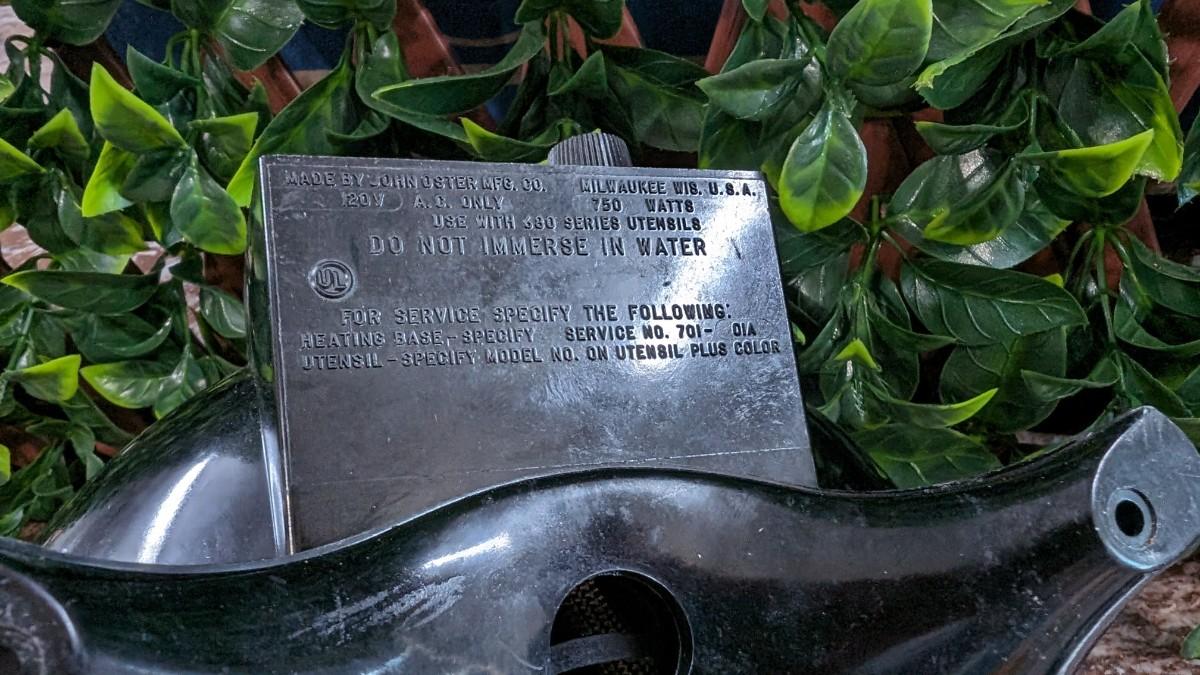 MADE BY JOHN OSTER MFG. CO. MILWAUKEE WIS, U.S.A.
120V A.C. ONLY 750 WATTS
USE WITH 680 SERIES UTENSILS
DO NOT IMMERSE IN WATER
UL
FOR SERVICE SPECIFY THE FOLLOWING:
HEATING BASE-SPECIFY SERVICE NO. 701- 01A
UTENSIL-SPECIFY MODEL NO. ON UTENSIL PLUS COLOR